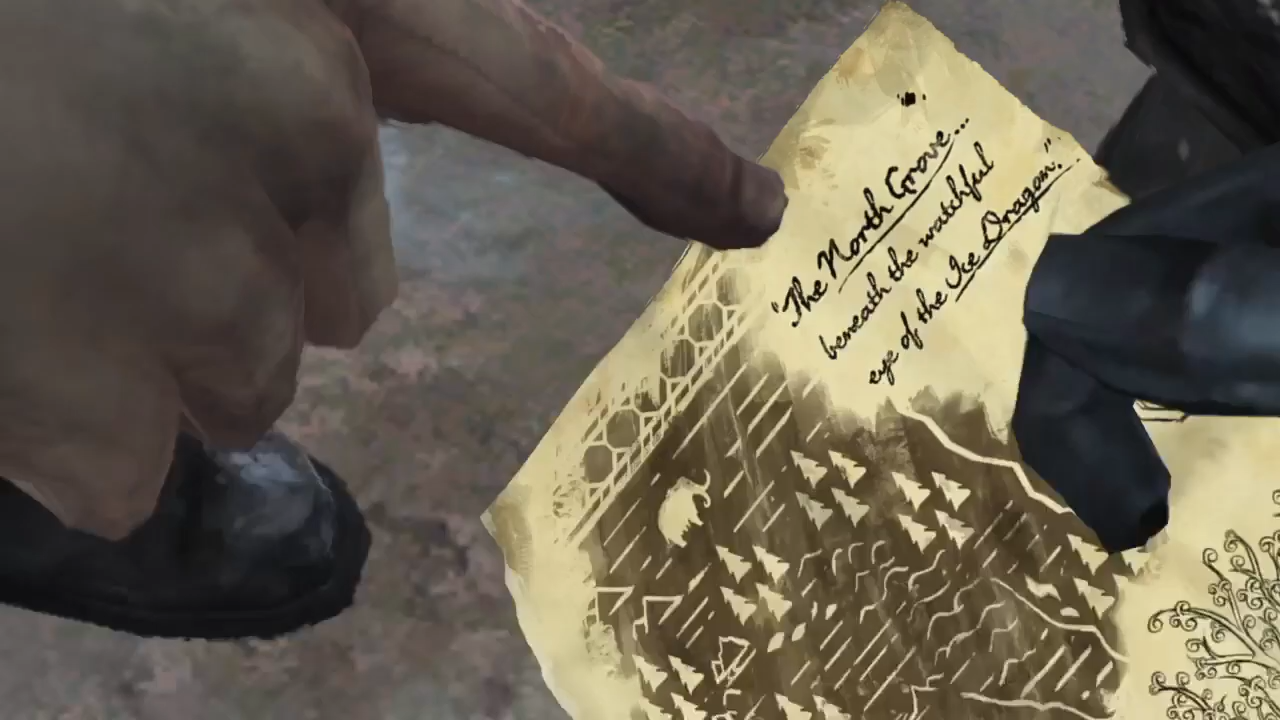 "The North Grove...
beneath the watchful
eye of the Ice Dragon."